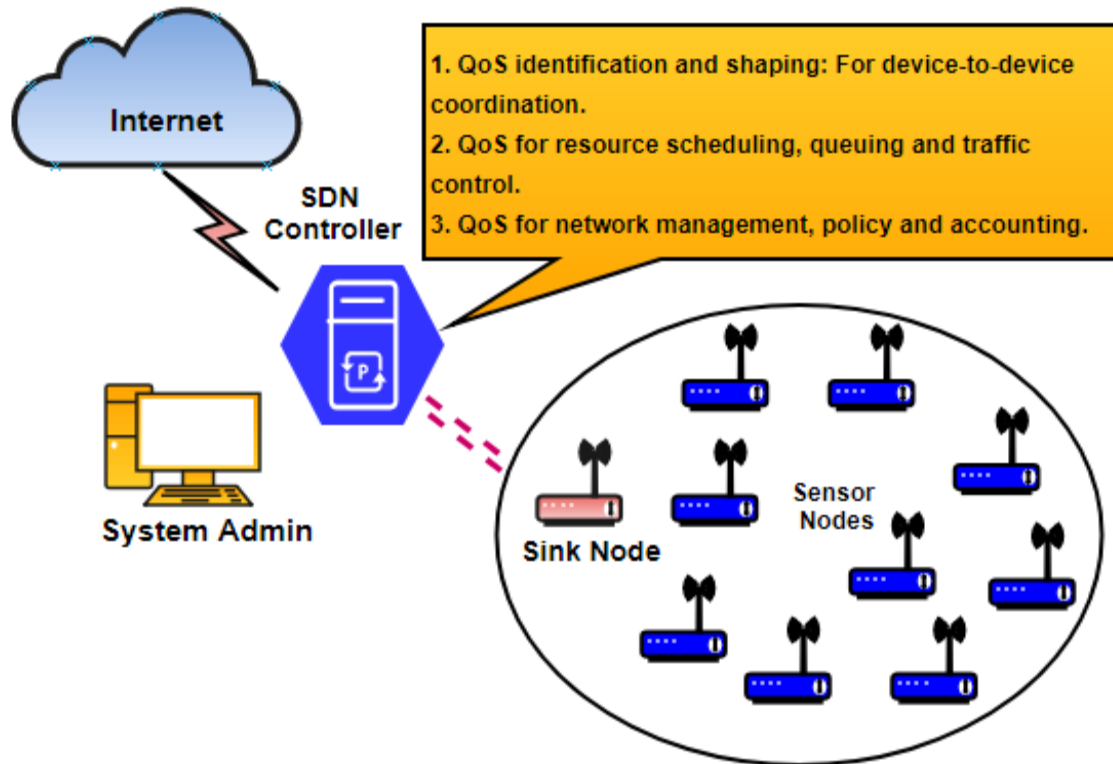 Internet
SDN
Controller
1. QoS identification and shaping: For device-to-device
coordination.
2. QoS for resource scheduling, queuing and traffic
control.
3. QoS for network management, policy and accounting.
P
System Admin
Sink Node
Sensor
Nodes